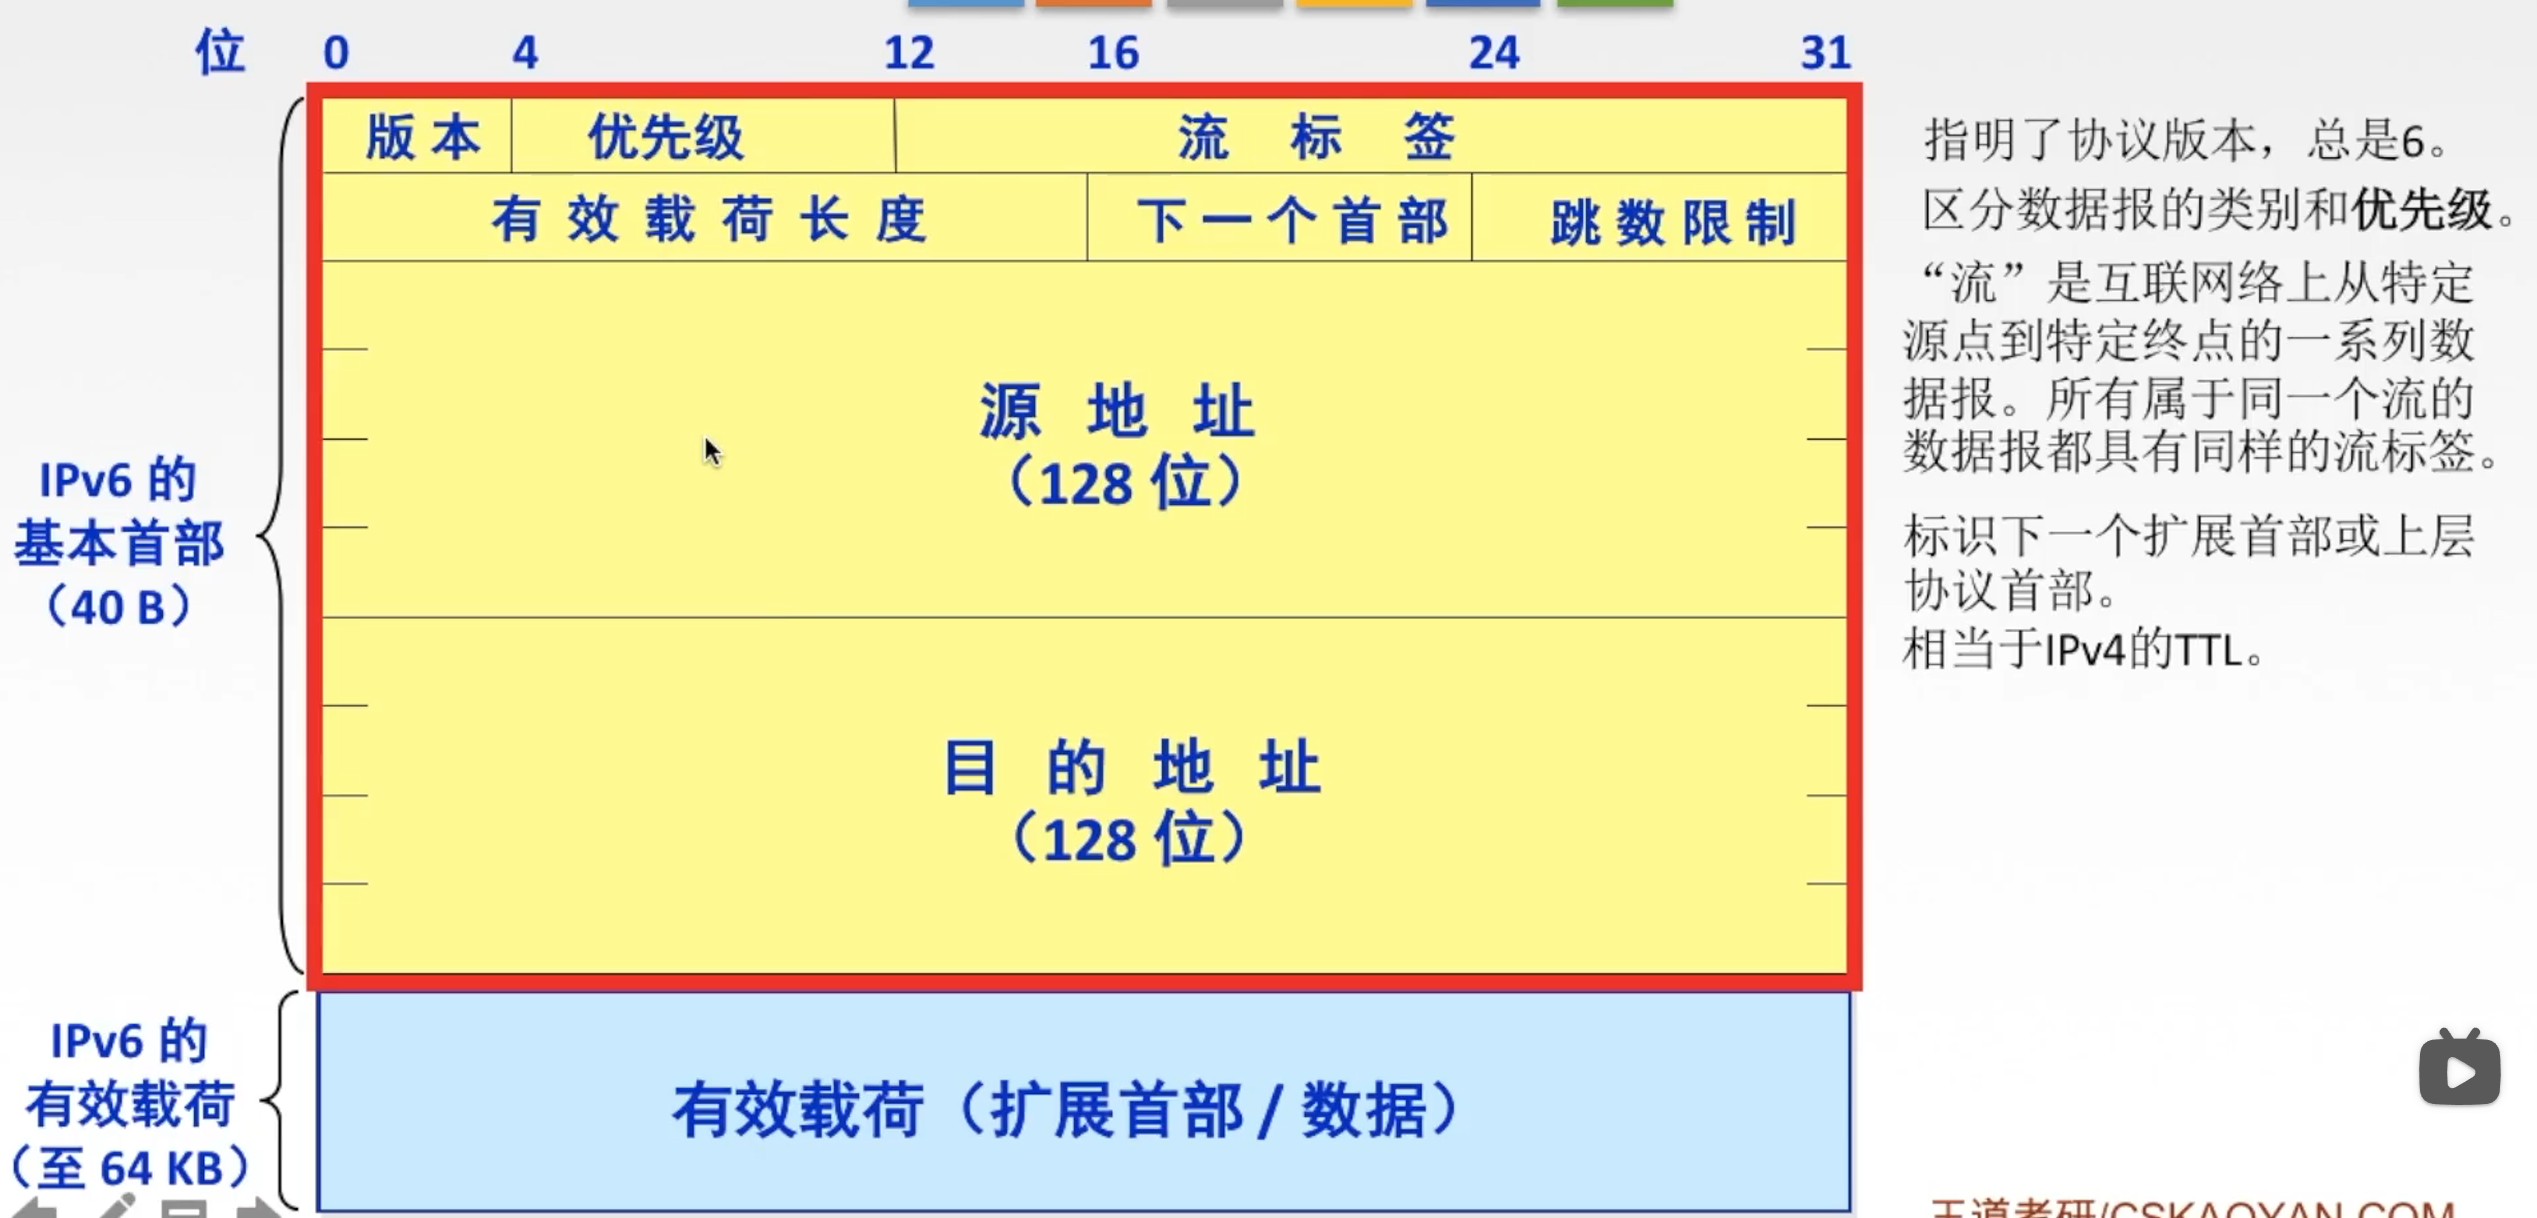 位 0 4 12 16 24 31
版本 优先级 流标签
有效载荷长度 下一个首部 跳数限制
源地址
（128 位）
目的地址
（128 位）
IPv6 的
基本首部
（40 B）
IPv6 的
有效载荷
（至 64 KB）
有效载荷（扩展首部 / 数据）
指明了协议版本，总是6。
区分数据报的类别和优先级。
“流”是互联网络上从特定
源点到特定终点的一系列数
据报。所有属于同一个流的
数据报都具有同样的流标签。
标识下一个扩展首部或上层
协议首部。
相当于IPv4的TTL。
王道考研/CSKAOYAN.COM